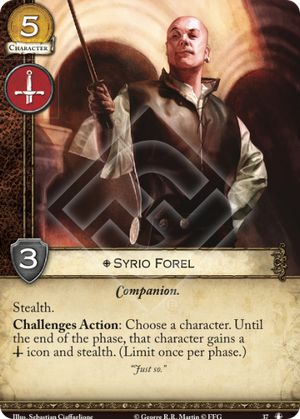 5
Character
3
Syrio Forel
Companion.
Stealth.
Challenges Action: Choose a character. Until
the end of the phase, that character gains a
icon and stealth. (Limit once per phase.)
"Just so."
Illus. Sebastian Ciaffaglione
© George R.R. Martin © FFG
37